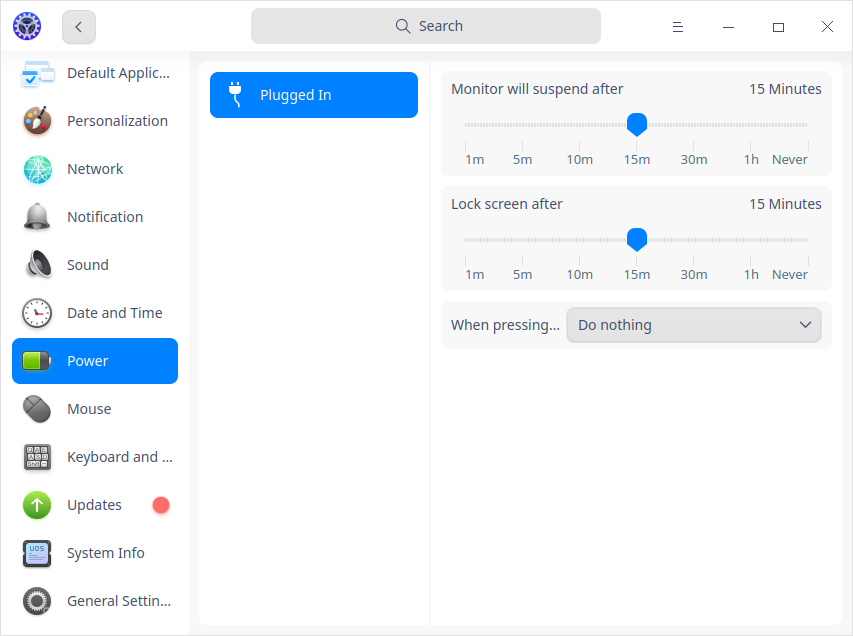 Search
Default Applic...
Personalization
Network
Notification
Sound
Date and Time
Power
Mouse
Keyboard and ...
Updates
UOS
System Info
General Settin...
Plugged In
Monitor will suspend after 15 Minutes
1m 5m 10m 15m 30m 1h Never
Lock screen after 15 Minutes
1m 5m 10m 15m 30m 1h Never
When pressing... Do nothing